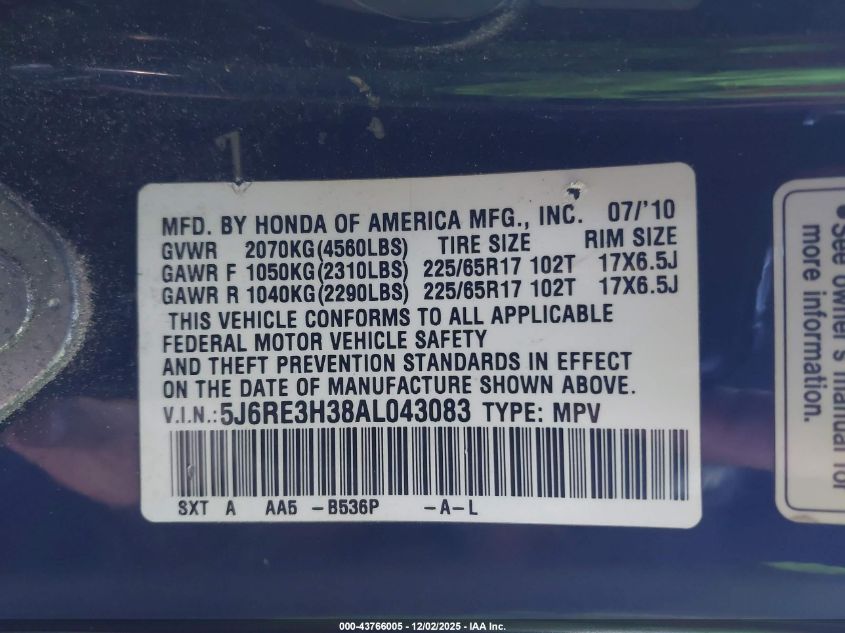 MFD. BY HONDA OF AMERICA MFG., INC. 07/'10
GVWR 2070KG(4560LBS) TIRE SIZE RIM SIZE
GAWR F 1050KG(2310LBS) 225/65R17 102T 17X6.5J
GAWR R 1040KG(2290LBS) 225/65R17 102T 17X6.5J
THIS VEHICLE CONFORMS TO ALL APPLICABLE
FEDERAL MOTOR VEHICLE SAFETY
AND THEFT PREVENTION STANDARDS IN EFFECT
ON THE DATE OF MANUFACTURE SHOWN ABOVE.
V.I.N.: 5J6RE3H38AL043083 TYPE: MPV
SXT A AA5 -B536P -A-L
•See owner's manual for
more information.
000-43766005 - 12/02/2025 - IAA Inc.